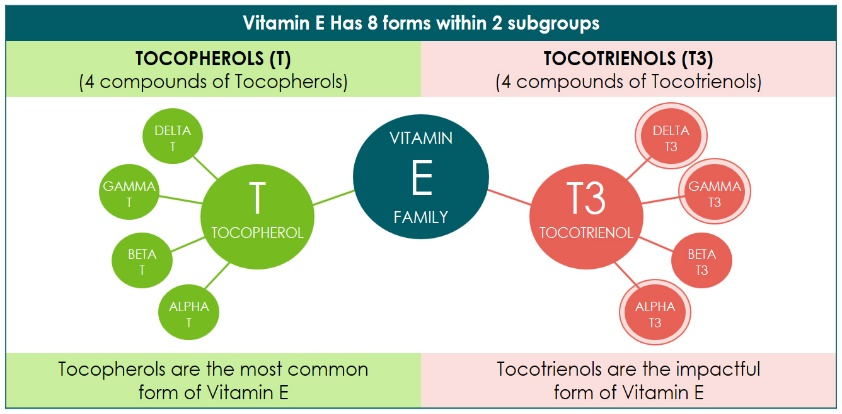 Vitamin E Has 8 forms within 2 subgroups
TOCOPHEROLS (T)
(4 compounds of Tocopherols)
TOCOTRIENOLS (T3)
(4 compounds of Tocotrienols)
DELTA
T
GAMMA
T
BETA
T
ALPHA
T
T
TOCOPHEROL
VITAMIN
E
FAMILY
T3
TOCOTRIENOL
DELTA
T3
GAMMA
T3
BETA
T3
ALPHA
T3
Tocopherols are the most common
form of Vitamin E
Tocotrienols are the impactful
form of Vitamin E